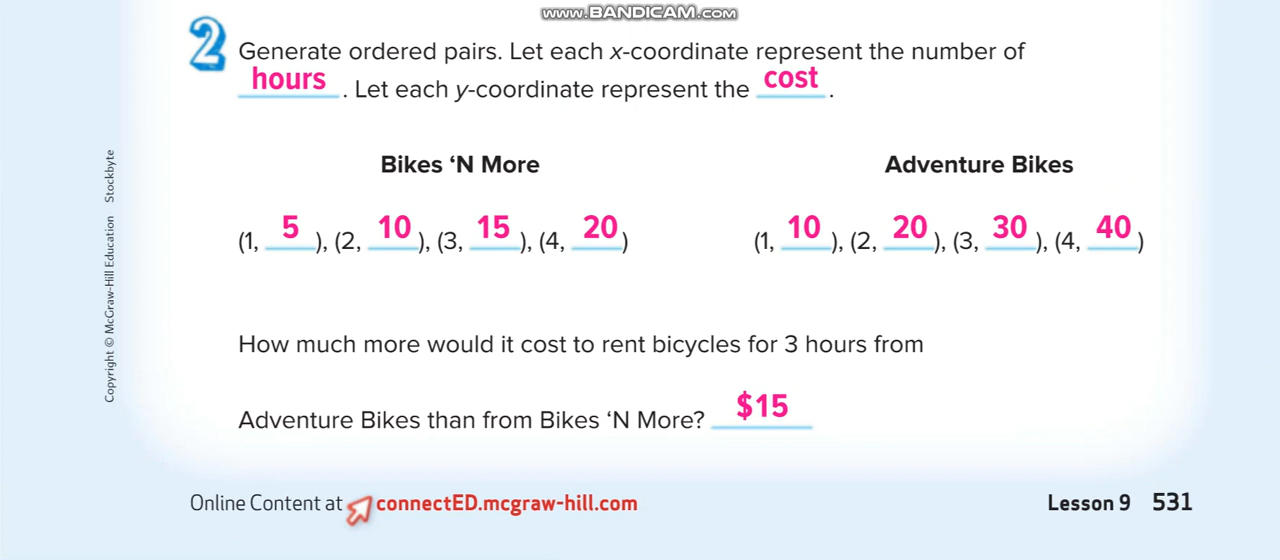 www.BANDICAM.com
2 Generate ordered pairs. Let each x-coordinate represent the number of
hours. Let each y-coordinate represent the cost.
Bikes ‘N More Adventure Bikes
(1, 5), (2, 10), (3, 15), (4, 20) (1, 10), (2, 20), (3, 30), (4, 40)
How much more would it cost to rent bicycles for 3 hours from
Adventure Bikes than from Bikes ‘N More? $15
Copyright © McGraw-Hill Education Stockbyte
Online Content at connectED.mcgraw-hill.com Lesson 9 531